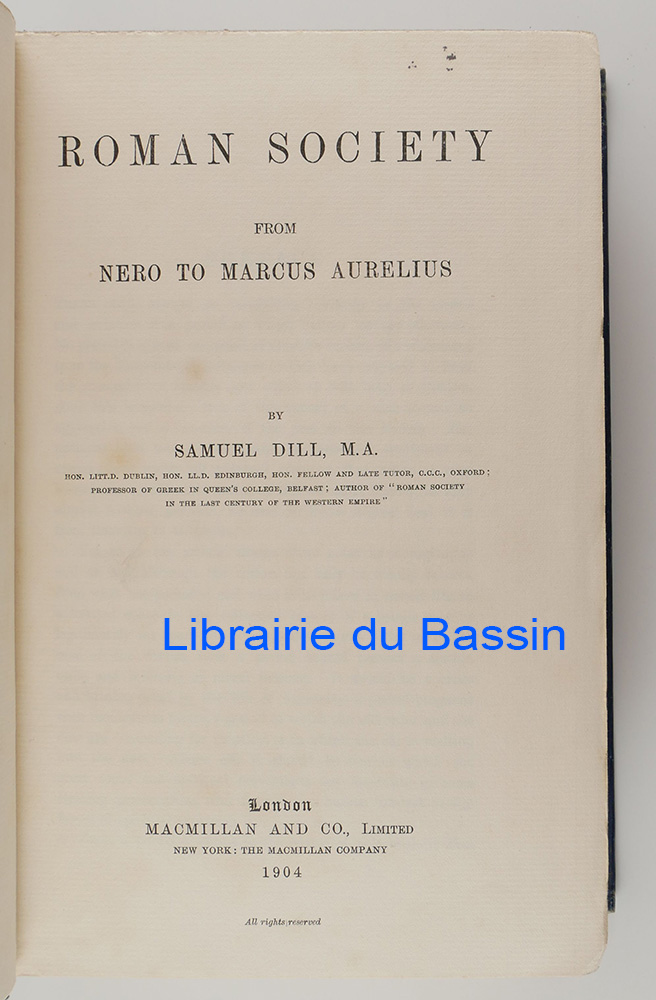 ROMAN SOCIETY
FROM
NERO TO MARCUS AURELIUS
BY
SAMUEL DILL, M.A.
HON. LITT.D. DUBLIN, HON. LL.D. EDINBURGH, HON. FELLOW AND LATE TUTOR, C.C.C., OXFORD;
PROFESSOR OF GREEK IN QUEEN'S COLLEGE, BELFAST; AUTHOR OF "ROMAN SOCIETY
IN THE LAST CENTURY OF THE WESTERN EMPIRE"
Librairie du Bassin
London
MACMILLAN AND CO., LIMITED
NEW YORK: THE MACMILLAN COMPANY
1904
All rights reserved